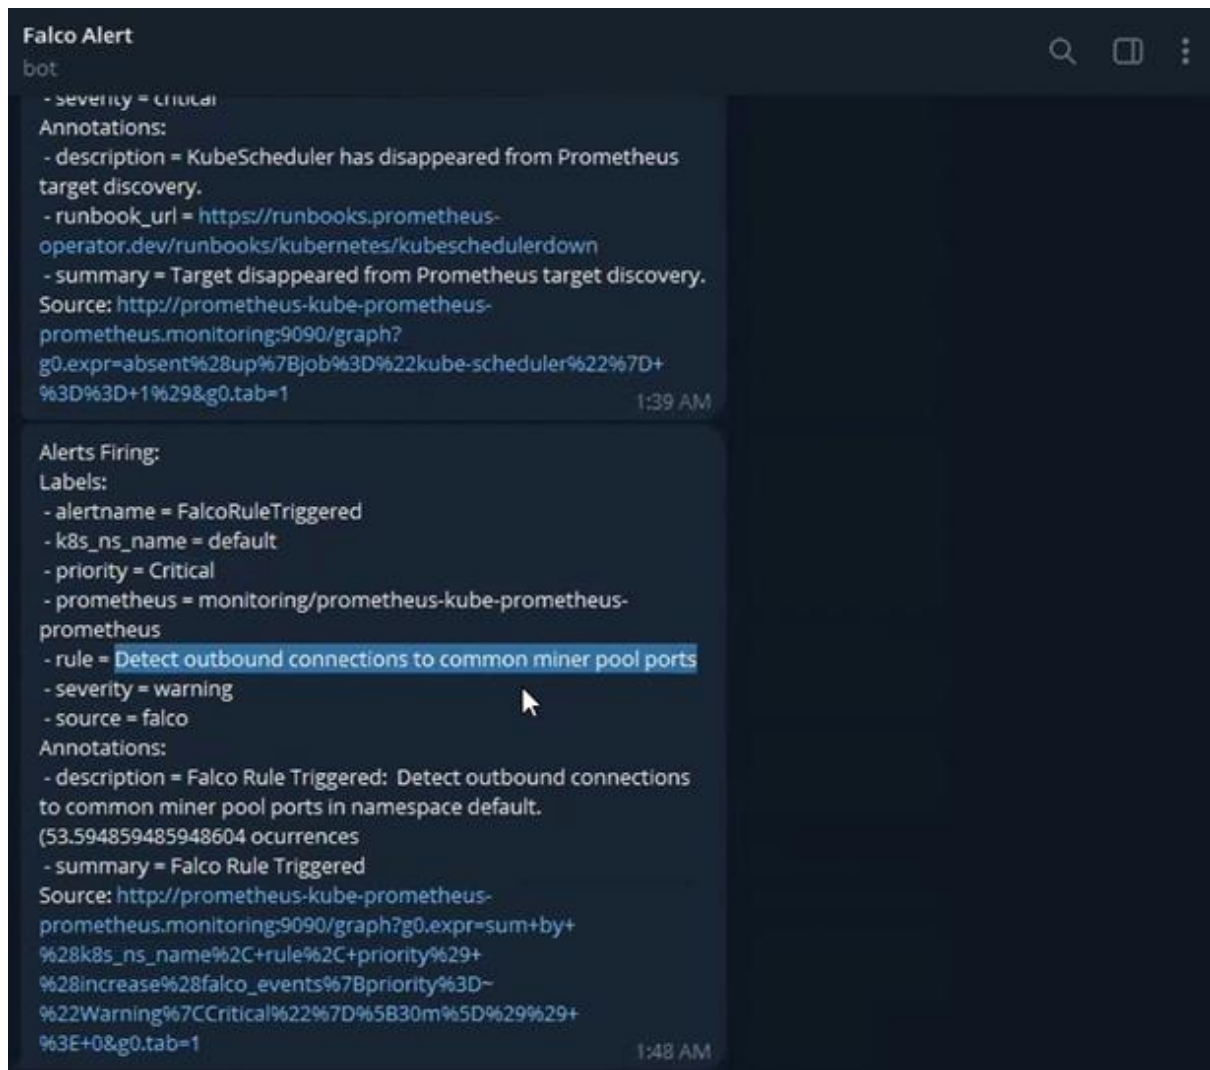 Falco Alert
bot
- severity = critical
Annotations:
- description = KubeScheduler has disappeared from Prometheus
target discovery.
- runbook_url = https://runbooks.prometheus-
operator.dev/runbooks/kubernetes/kubeschedulerdown
- summary = Target disappeared from Prometheus target discovery.
Source: http://prometheus-kube-prometheus-
prometheus.monitoring:9090/graph?
g0.expr=absent%28up%7Bjob%3D%22kube-scheduler%22%7D+
%3D%3D+1%29&g0.tab=1
1:39 AM
Alerts Firing:
Labels:
- alertname = FalcoRuleTriggered
- k8s_ns_name = default
- priority = Critical
- prometheus = monitoring/prometheus-kube-prometheus-
prometheus
- rule = Detect outbound connections to common miner pool ports
- severity = warning
- source = falco
Annotations:
- description = Falco Rule Triggered:  Detect outbound connections
to common miner pool ports in namespace default.
(53.594859485948604 ocurrences
- summary = Falco Rule Triggered
Source: http://prometheus-kube-prometheus-
prometheus.monitoring:9090/graph?g0.expr=sum+by+
%28k8s_ns_name%2C+rule%2C+priority%29+
%28increase%28falco_events%7Bpriority%3D~
%22Warning%7CCritical%22%7D%5B30m%5D%29%29+
%3E+0&g0.tab=1
1:48 AM